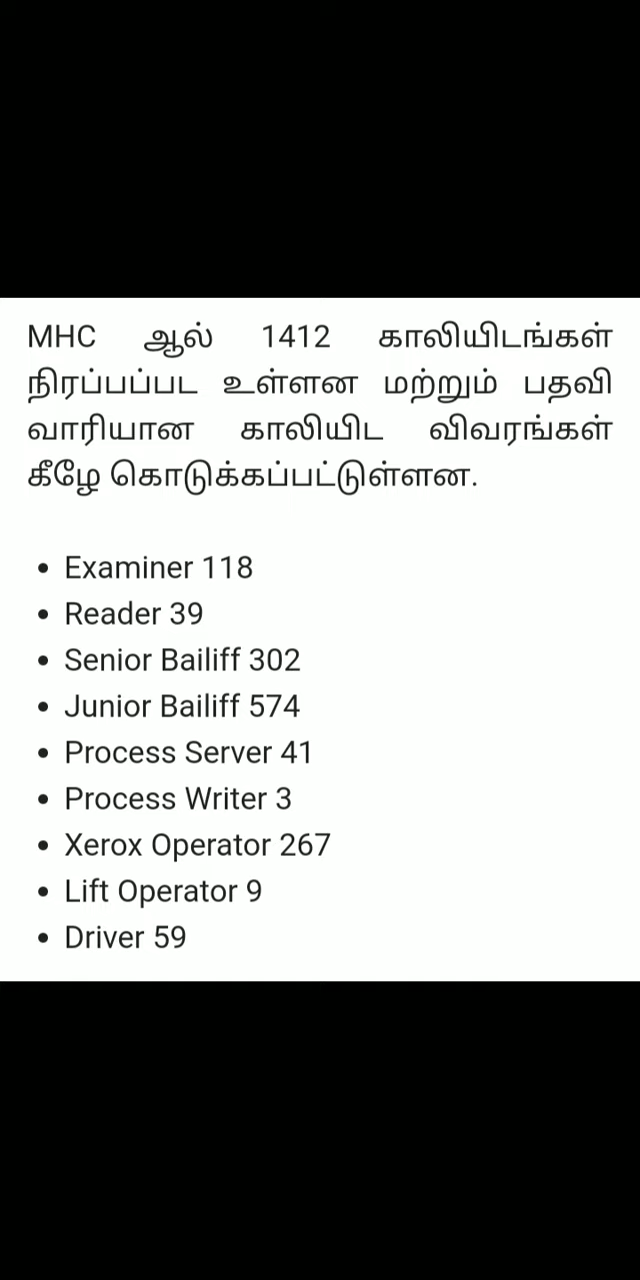 MHC ஆல் 1412 காலியிடங்கள்
நிரப்பப்பட உள்ளன மற்றும் பதவி
வாரியான காலியிட விவரங்கள்
கீழே கொடுக்கப்பட்டுள்ளன.
• Examiner 118
• Reader 39
• Senior Bailiff 302
• Junior Bailiff 574
• Process Server 41
• Process Writer 3
• Xerox Operator 267
• Lift Operator 9
• Driver 59